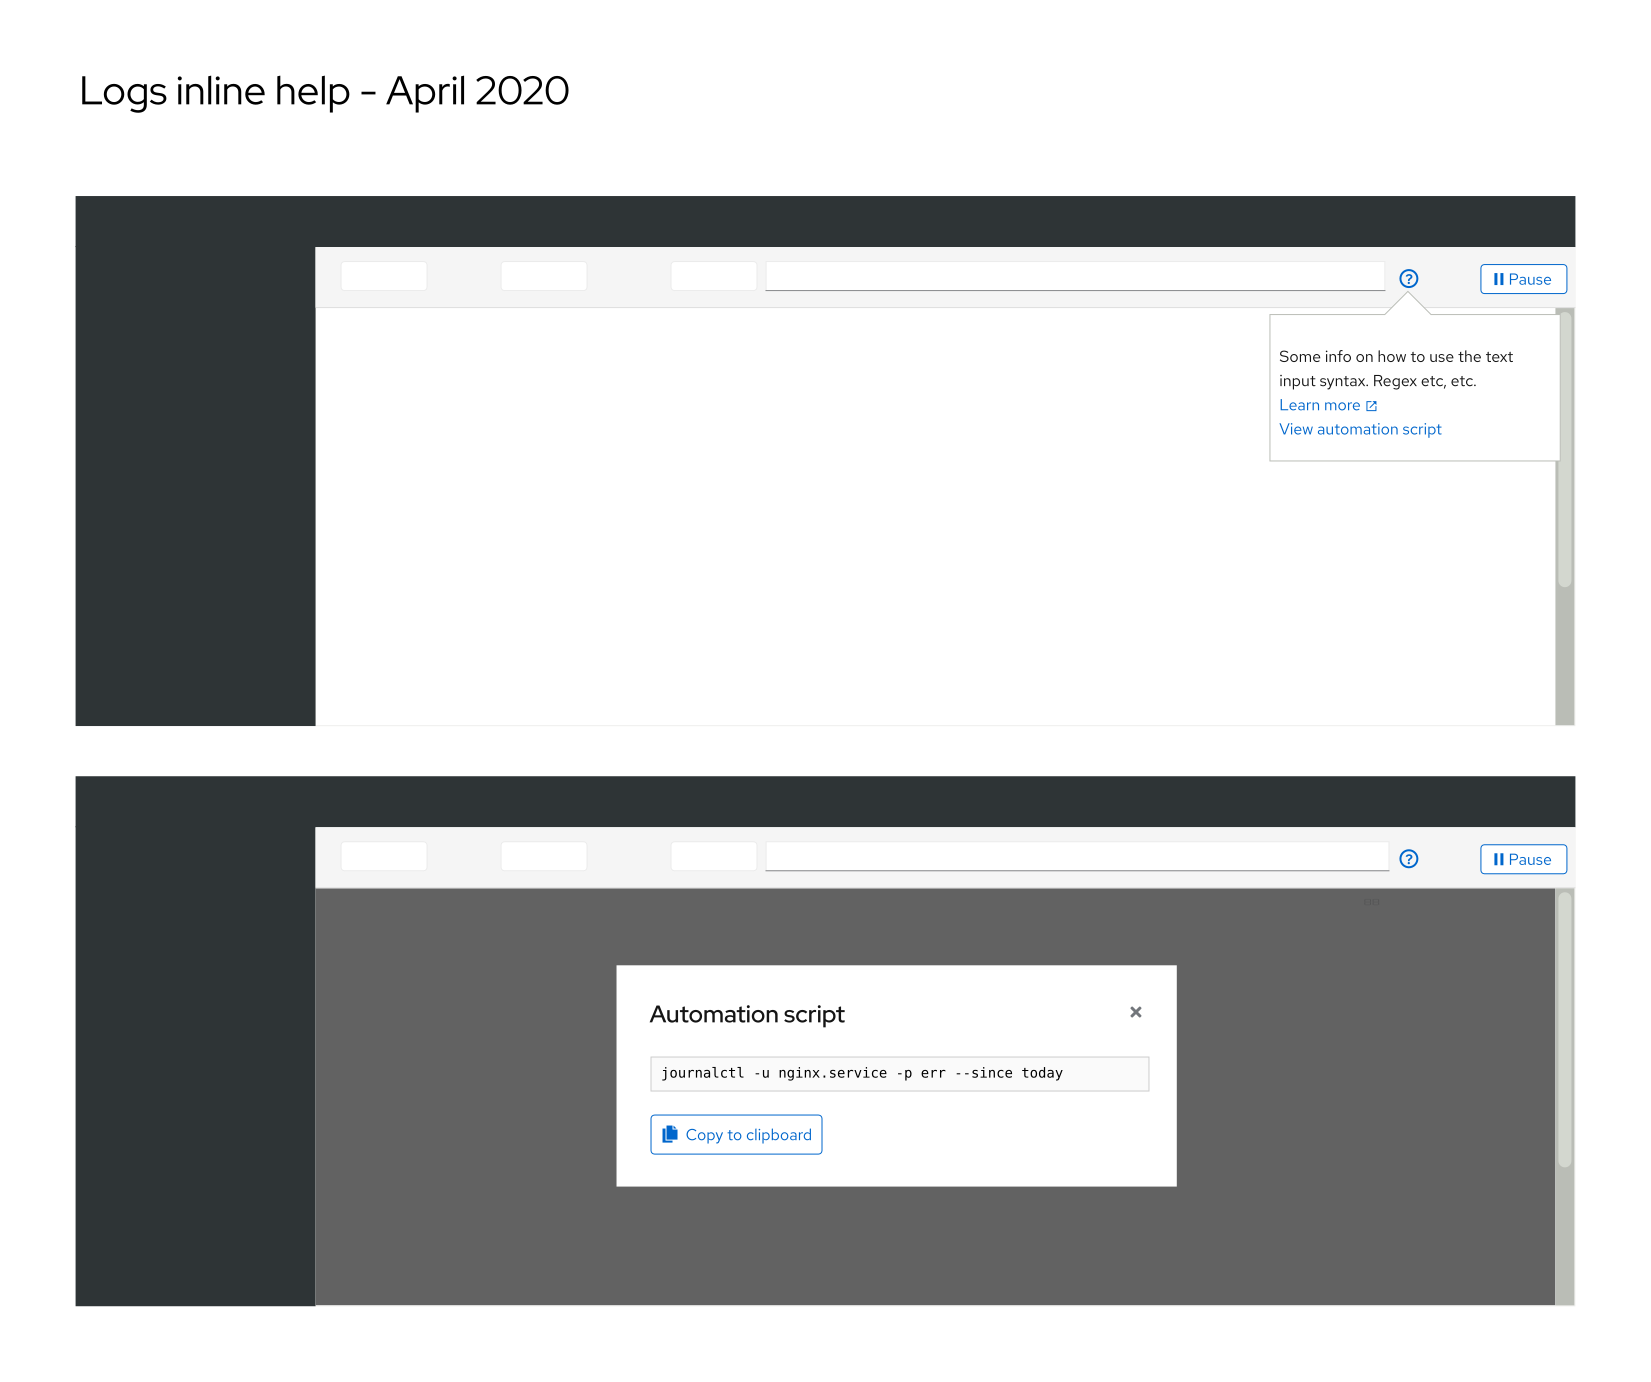 Logs inline help - April 2020
Pause
Some info on how to use the text
input syntax. Regex etc, etc.
Learn more
View automation script
Pause
Automation script
journalctl -u nginx.service -p err --since today
Copy to clipboard